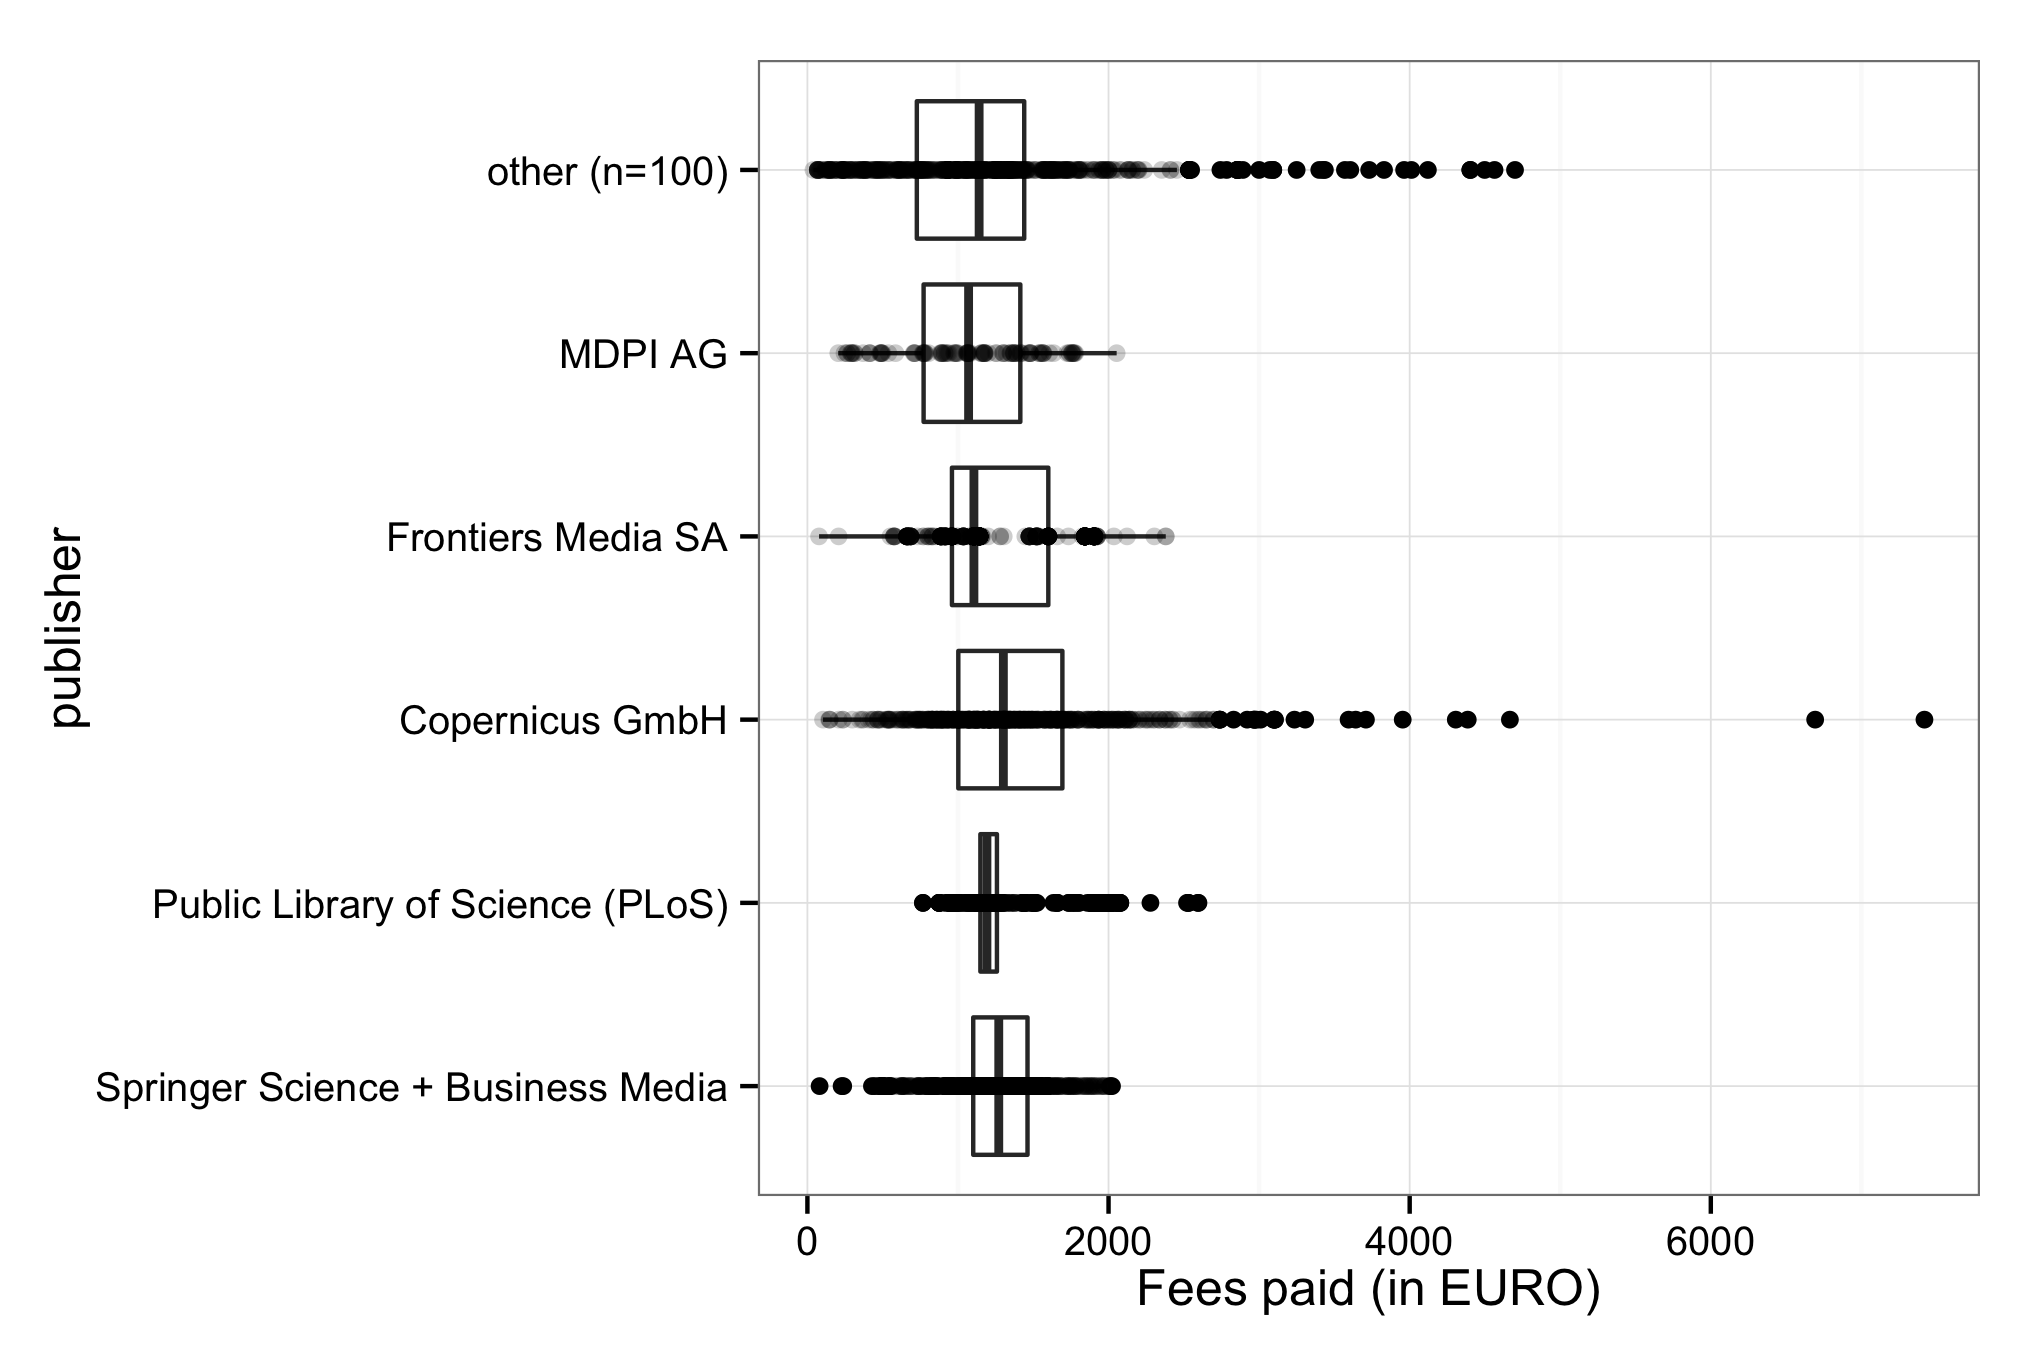 publisher
other (n=100)
MDPI AG
Frontiers Media SA
Copernicus GmbH
Public Library of Science (PLoS)
Springer Science + Business Media
0 2000 4000 6000
Fees paid (in EURO)